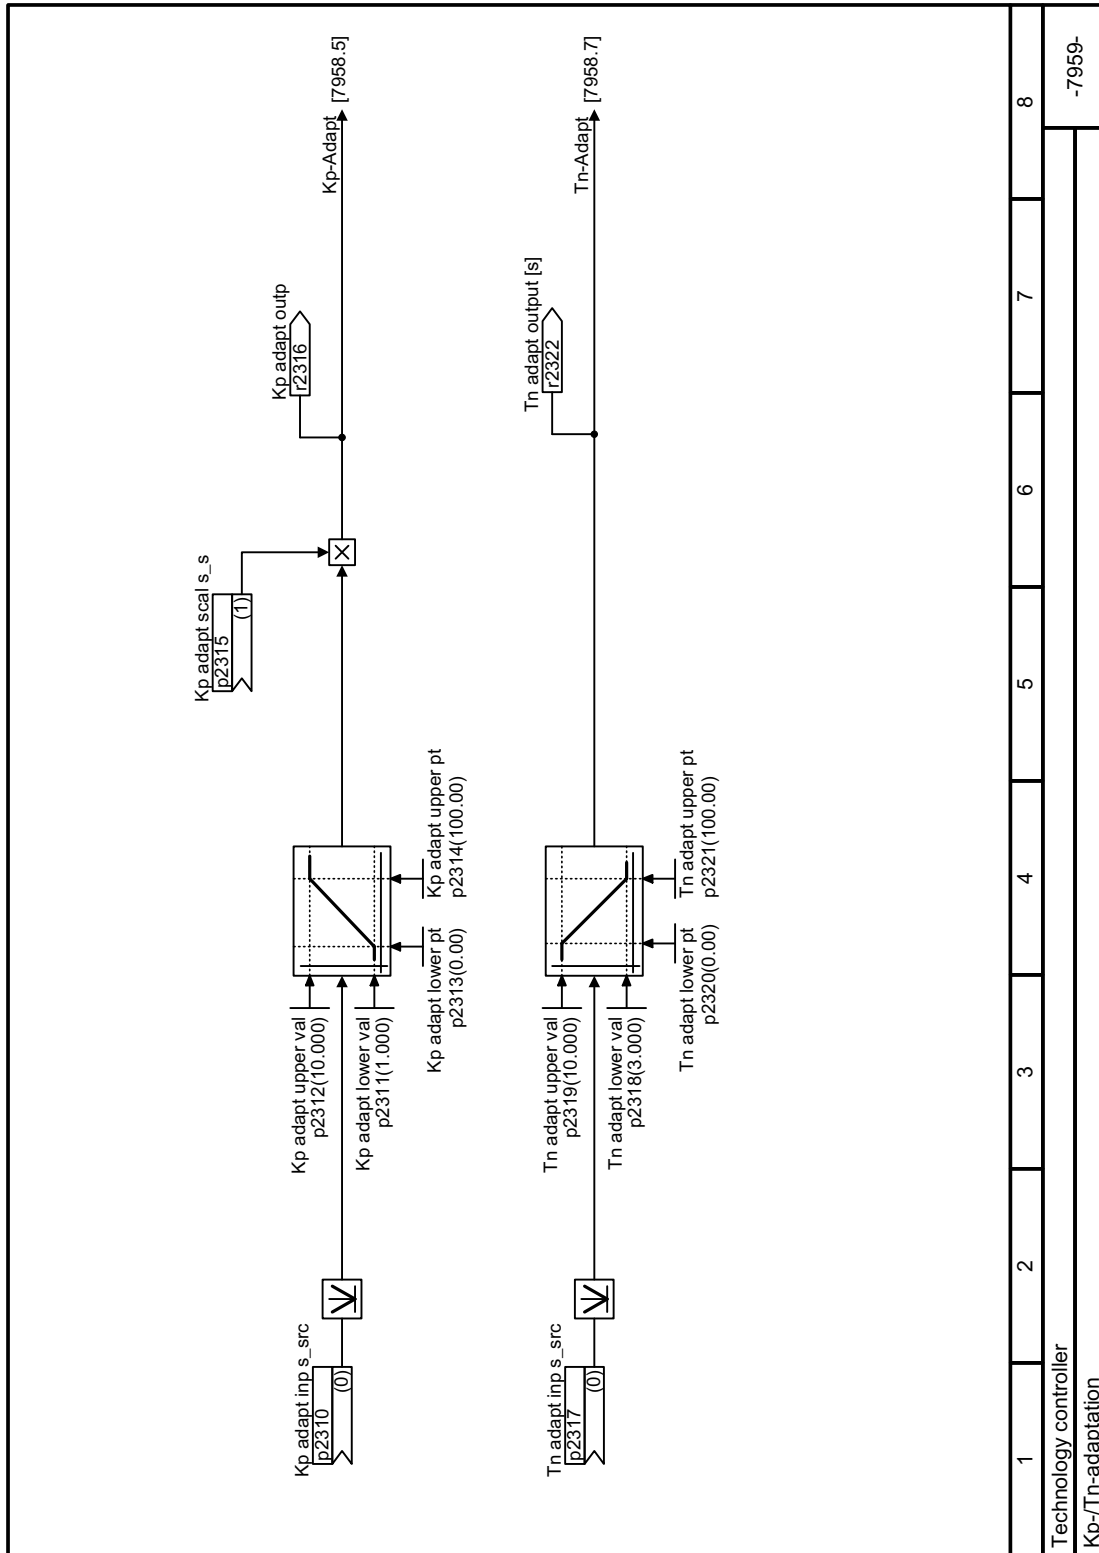 Kp adapt inp s_src
p2310
(0)
Kp adapt upper val
p2312(10.000)
Kp adapt lower val
p2311(1.000)
Kp adapt lower pt
p2313(0.00)
Kp adapt upper pt
p2314(100.00)
Kp adapt scal s_s
p2315
(1)
X
Kp adapt outp
r2316
Kp-Adapt [7958.5]
Tn adapt inp s_src
p2317
(0)
Tn adapt upper val
p2319(10.000)
Tn adapt lower val
p2318(3.000)
Tn adapt lower pt
p2320(0.00)
Tn adapt upper pt
p2321(100.00)
Tn adapt output [s]
r2322
Tn-Adapt [7958.7]
1 2 3 4 5 6 7 8
Technology controller
-7959-
Kp-/Tn-adaptation